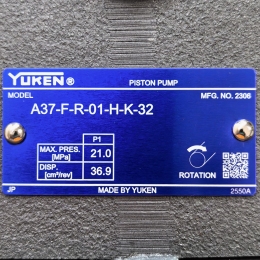 YUKEN®
PISTON PUMP
MODEL
MFG. NO. 2306
A37-F-R-01-H-K-32
P1
MAX. PRES. [MPa] 21.0
DISP. [cm³/rev] 36.9
ROTATION
JP
MADE BY YUKEN
2550A